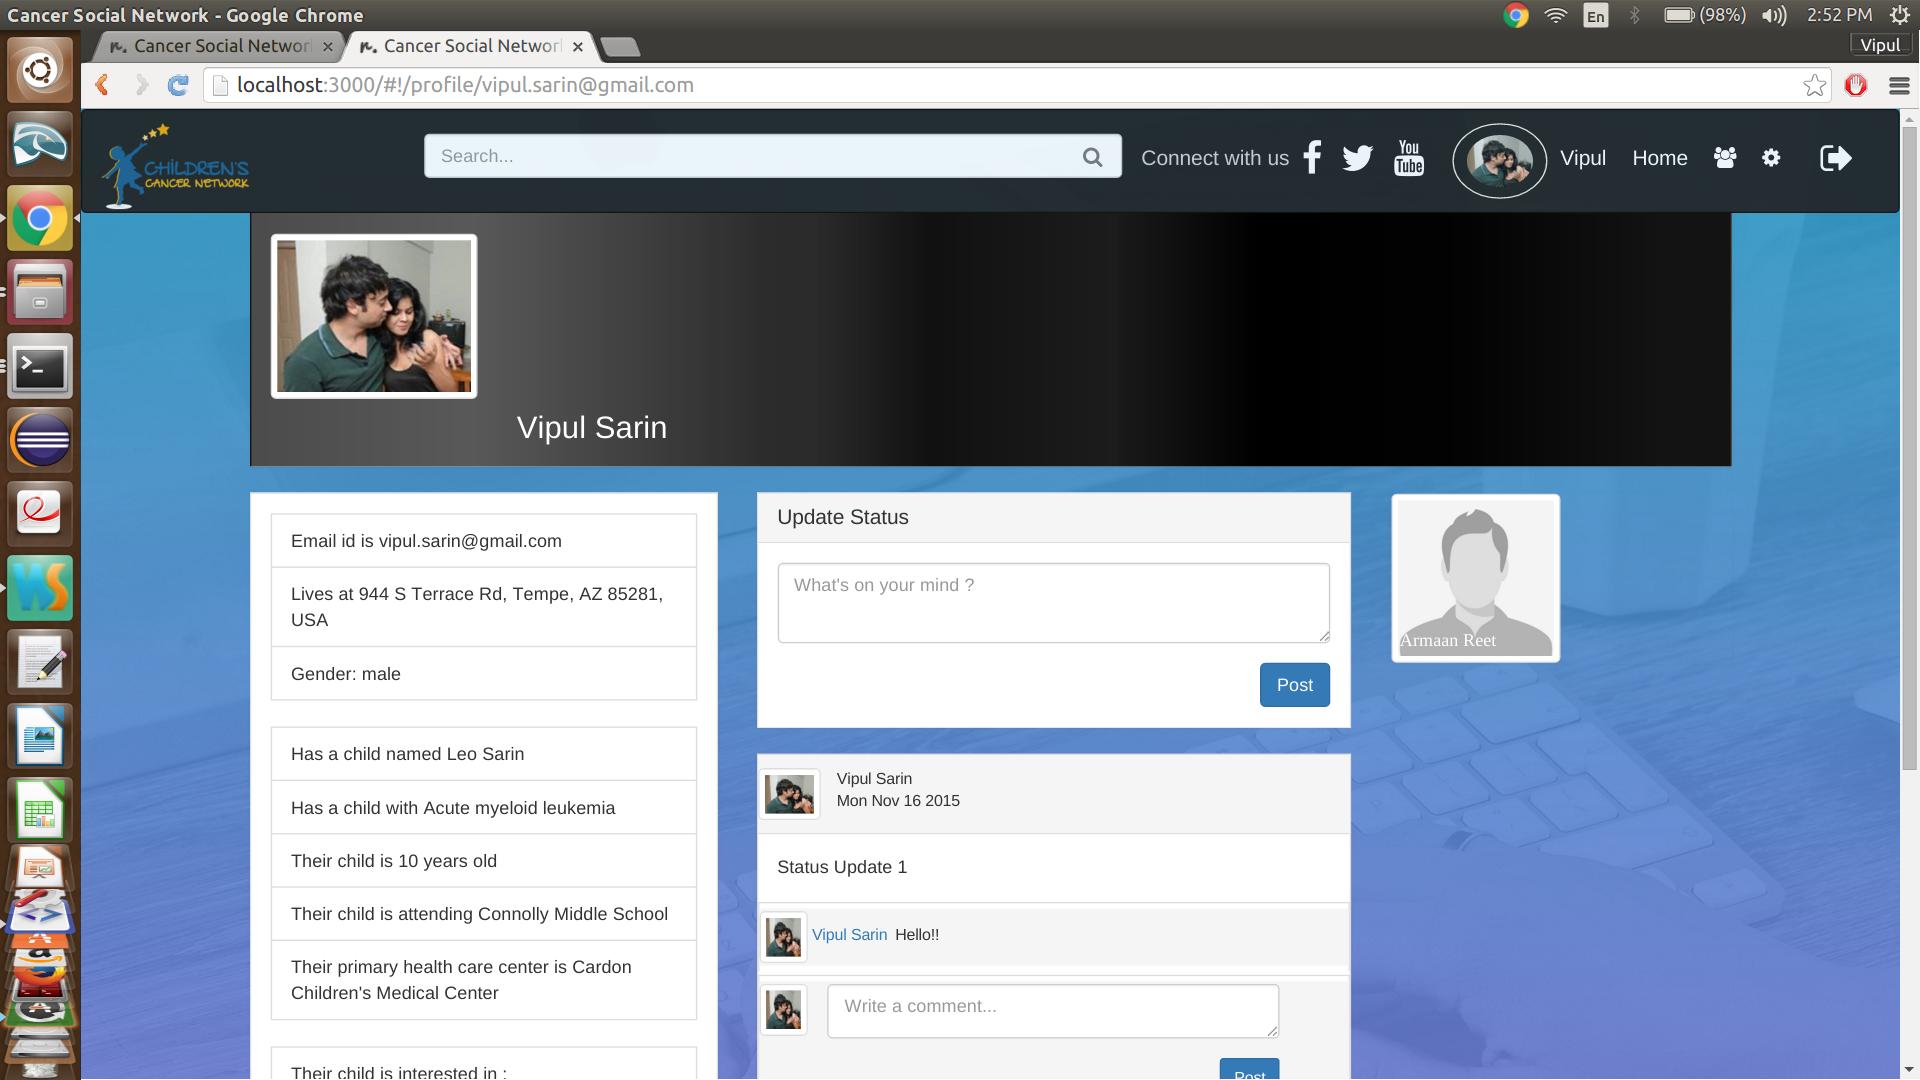 Cancer Social Network - Google Chrome
En
(98%)
2:52 PM
Cancer Social Networ
Cancer Social Networ
Vipul
localhost:3000/#!/profile/vipul.sarin@gmail.com
CHILDREN'S
CANCER NETWORK
Search...
Connect with us
You
Tube
Vipul
Home
Vipul Sarin
Email id is vipul.sarin@gmail.com
Lives at 944 S Terrace Rd, Tempe, AZ 85281,
USA
Gender: male
Has a child named Leo Sarin
Has a child with Acute myeloid leukemia
Their child is 10 years old
Their child is attending Connolly Middle School
Their primary health care center is Cardon
Children's Medical Center
Their child is interested in :
Update Status
What's on your mind ?
Post
Vipul Sarin
Mon Nov 16 2015
Status Update 1
Vipul Sarin Hello!!
Write a comment...
Post
Armaan Reet
WS